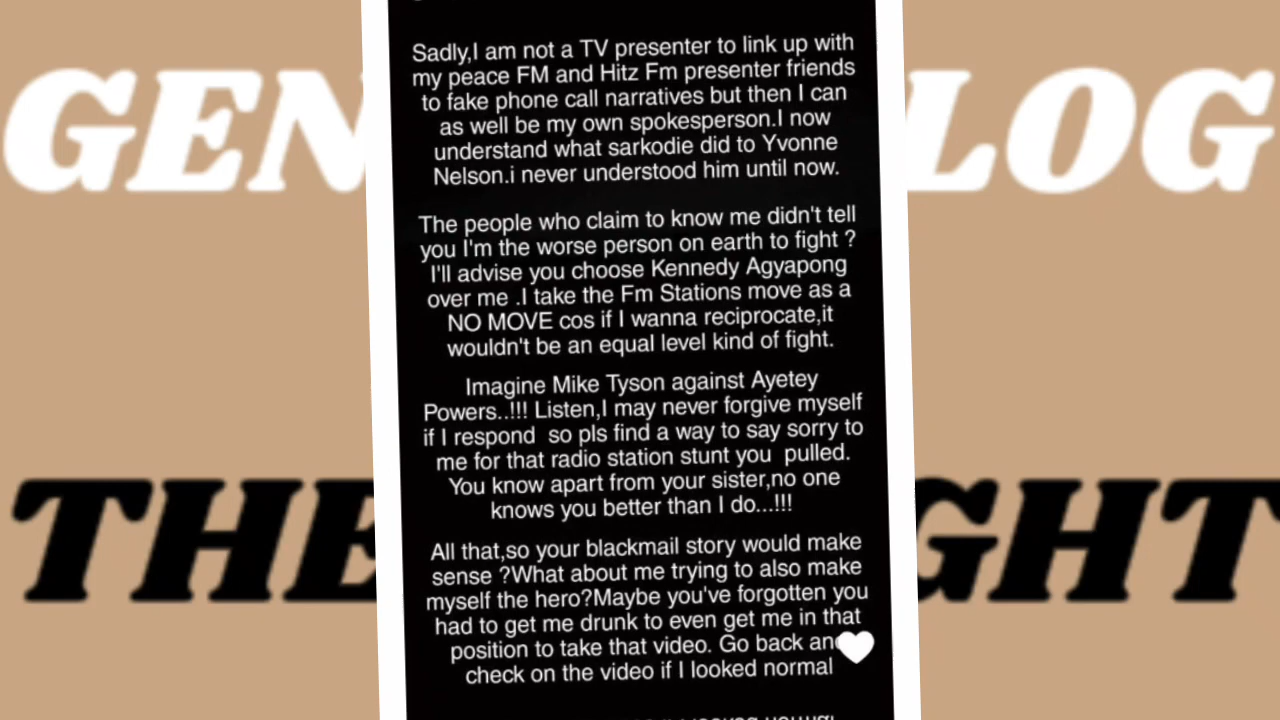 GEN
LOG
Sadly,I am not a TV presenter to link up with
my peace FM and Hitz Fm presenter friends
to fake phone call narratives but then I can
as well be my own spokesperson.I now
understand what sarkodie did to Yvonne
Nelson.i never understood him until now.
The people who claim to know me didn't tell
you I'm the worse person on earth to fight ?
I'll advise you choose Kennedy Agyapong
over me .I take the Fm Stations move as a
NO MOVE cos if I wanna reciprocate,it
wouldn't be an equal level kind of fight.
Imagine Mike Tyson against Ayetey
Powers..!!! Listen,I may never forgive myself
if I respond so pls find a way to say sorry to
me for that radio station stunt you pulled.
You know apart from your sister,no one
knows you better than I do...!!!
All that,so your blackmail story would make
sense ?What about me trying to also make
myself the hero?Maybe you've forgotten you
had to get me drunk to even get me in that
position to take that video. Go back an
check on the video if I looked normal
THE
GHT